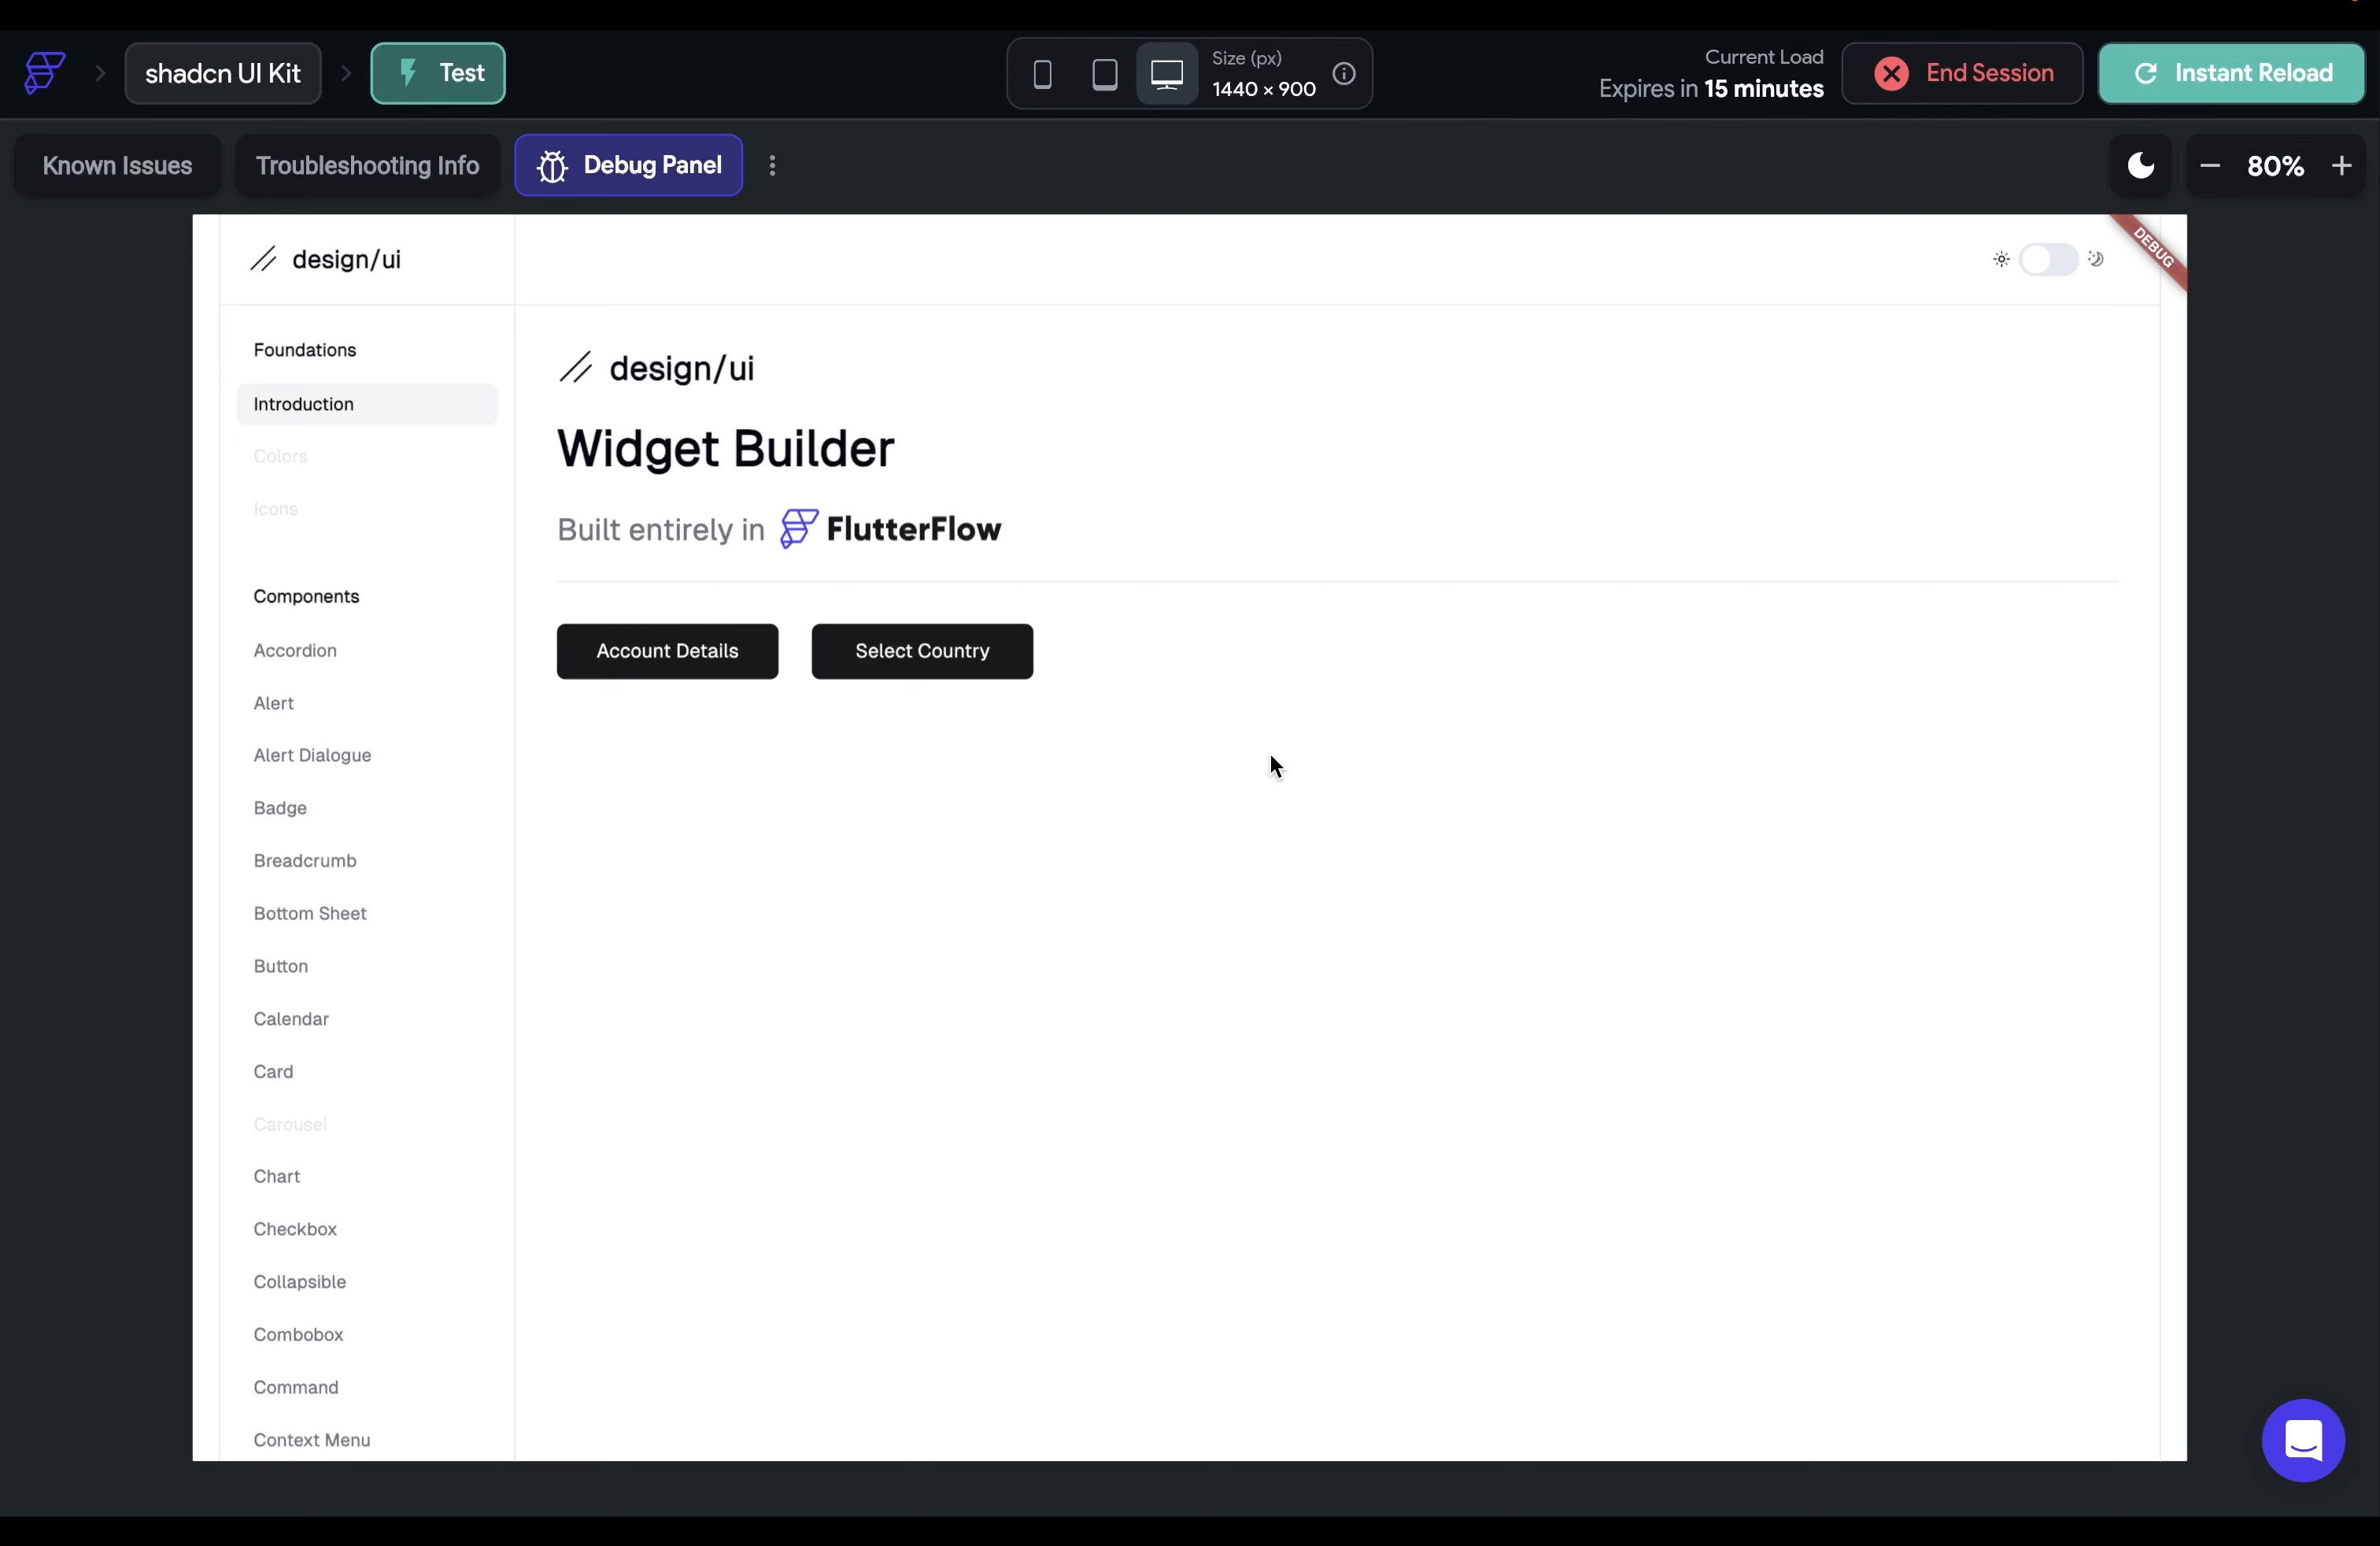 shadcn UI Kit
Test
Size (px)
1440 × 900
Current Load
Expires in 15 minutes
End Session
Instant Reload
Known Issues
Troubleshooting Info
Debug Panel
80%
design/ui
DEBUG
Foundations
Introduction
Colors
Icons
Components
Accordion
Alert
Alert Dialogue
Badge
Breadcrumb
Bottom Sheet
Button
Calendar
Card
Carousel
Chart
Checkbox
Collapsible
Combobox
Command
Context Menu
design/ui
Widget Builder
Built entirely in FlutterFlow
Account Details
Select Country